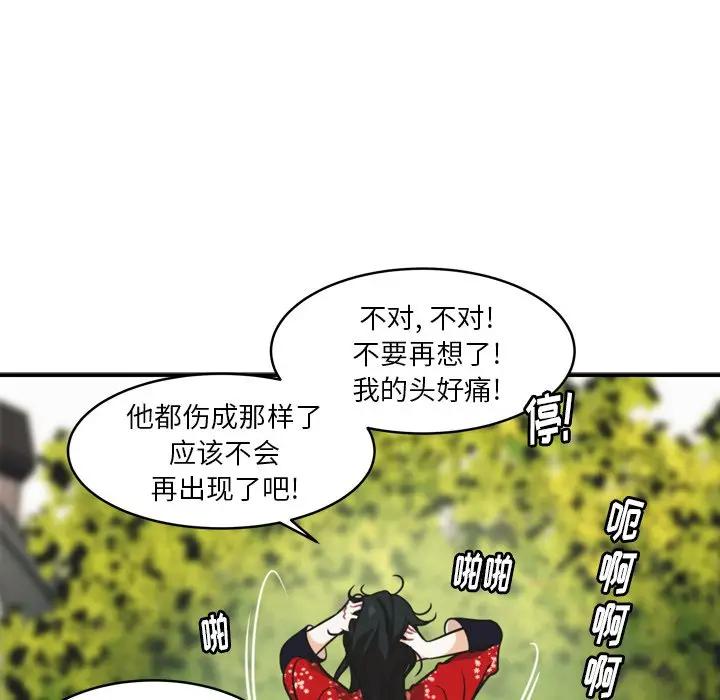 不对, 不对!
不要再想了!
我的头好痛!
停!
他都伤成那样了
应该不会
再出现了吧!
呃啊啊啊
啪啪
啪